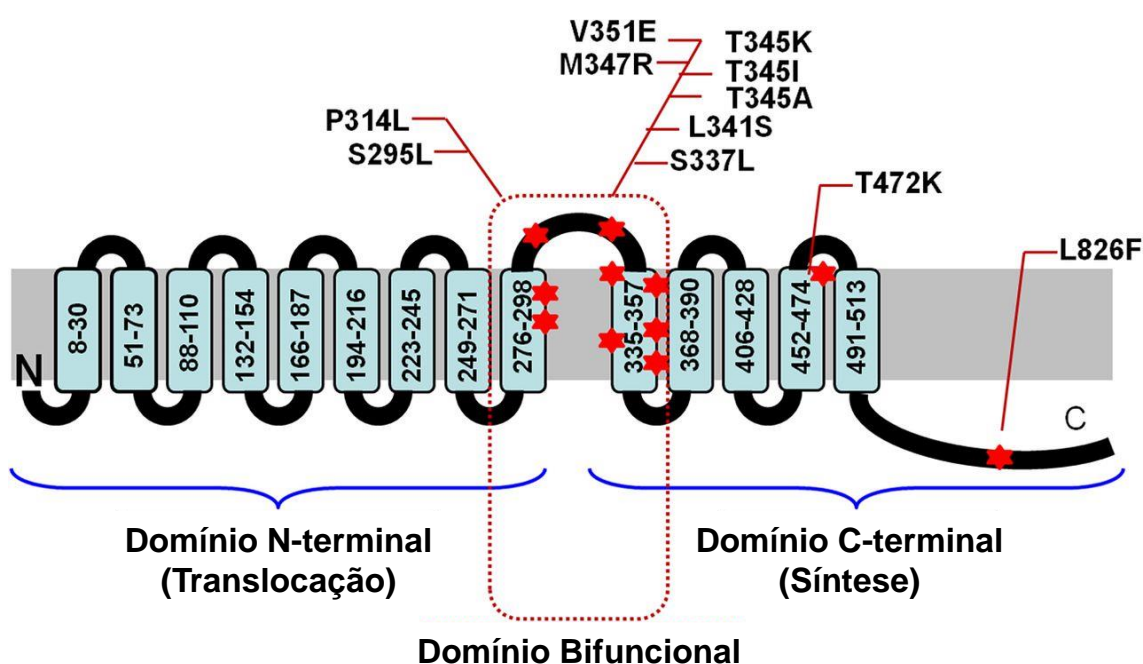 V351E
M347R
T345K
T345I
T345A
L341S
S337L
P314L
S295L
T472K
L826F
N
8-30
51-73
88-110
132-154
166-187
194-216
223-245
249-271
276-298
335-357
368-390
406-428
452-474
491-513
C
Domínio N-terminal
(Translocação)
Domínio C-terminal
(Síntese)
Domínio Bifuncional